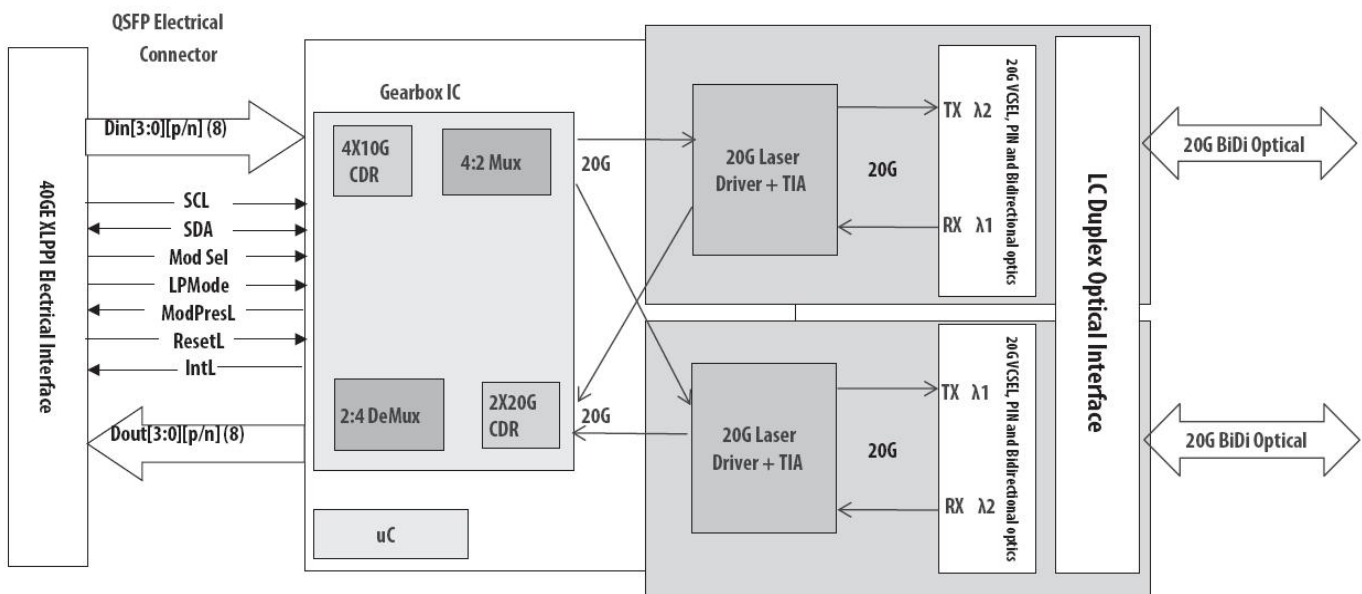 QSFP Electrical
Connector
40GE XLPPI Electrical Interface
Din[3:0][p/n] (8)
SCL
SDA
Mod Sel
LPMode
ModPresL
ResetL
IntL
Dout[3:0][p/n] (8)
Gearbox IC
4X10G
CDR
4:2 Mux
2:4 DeMux
2X20G
CDR
uC
20G
20G
20G Laser
Driver + TIA
20G
TX λ2
RX λ1
20G VCSEL, PIN and Bidirectional optics
20G Laser
Driver + TIA
20G
TX λ1
RX λ2
20G VCSEL, PIN and Bidirectional optics
LC Duplex Optical Interface
20G BiDi Optical
20G BiDi Optical